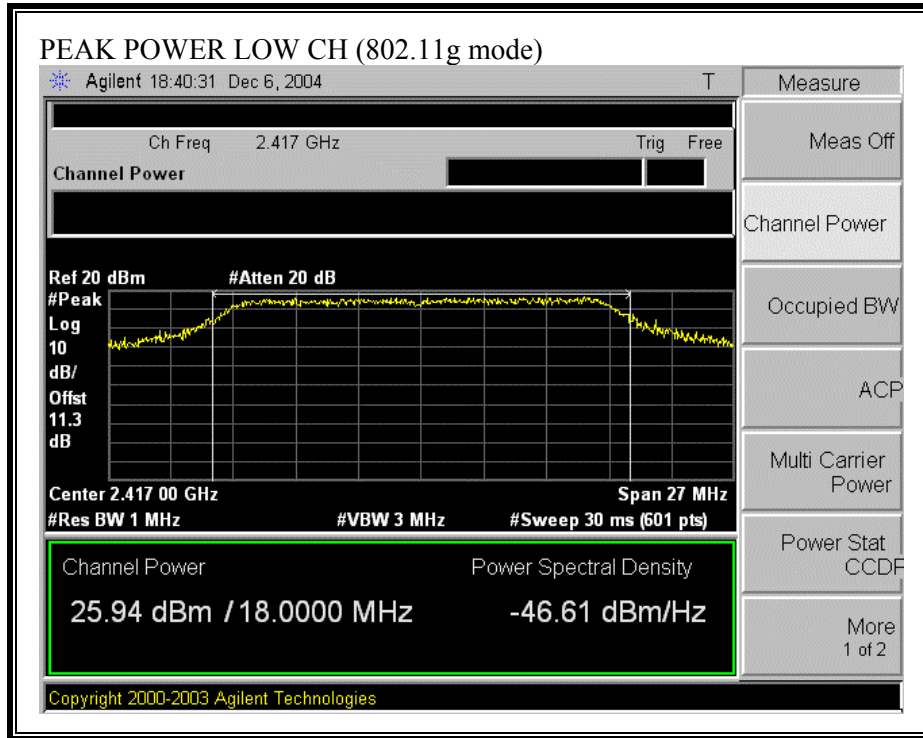 PEAK POWER LOW CH (802.11g mode)
Agilent 18:40:31 Dec 6, 2004 T
Measure
Ch Freq 2.417 GHz Trig Free
Meas Off
Channel Power
Channel Power
Ref 20 dBm #Atten 20 dB
#Peak
Log
10
dB/
Offst
11.3
dB
Occupied BW
ACP
Multi Carrier
Power
Center 2.417 00 GHz Span 27 MHz
#Res BW 1 MHz #VBW 3 MHz #Sweep 30 ms (601 pts)
Power Stat
CCDF
Channel Power Power Spectral Density
25.94 dBm / 18.0000 MHz -46.61 dBm/Hz
More
1 of 2
Copyright 2000-2003 Agilent Technologies